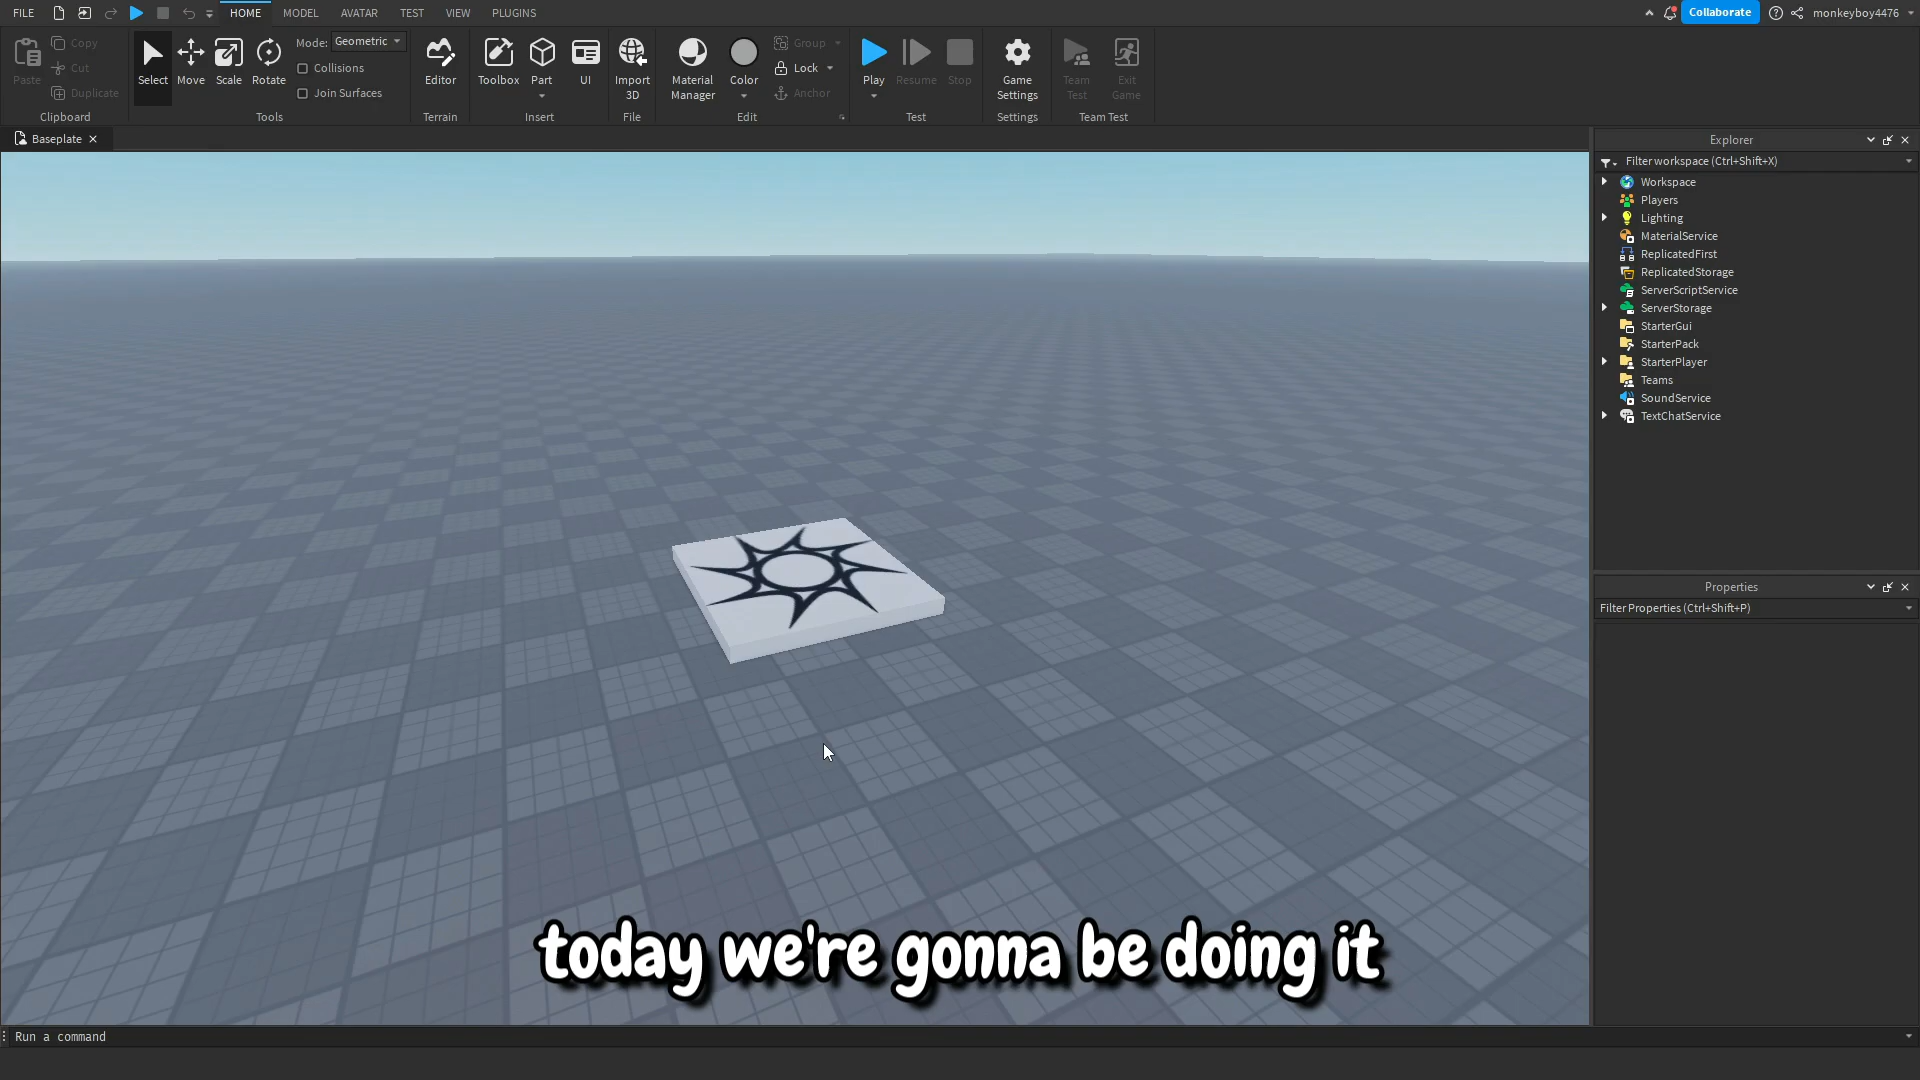 FILE HOME MODEL AVATAR TEST VIEW PLUGINS Collaborate monkeyboy4476
Paste Copy Cut Duplicate Clipboard
Select Move Scale Rotate Mode: Geometric Collisions Join Surfaces Tools
Editor Terrain
Toolbox Part UI Insert
Import 3D File
Material Manager Color Group Lock Anchor Edit
Play Resume Stop Test
Game Settings Settings
Team Test Exit Game Team Test
Baseplate
Explorer
Filter workspace (Ctrl+Shift+X)
Workspace
Players
Lighting
MaterialService
ReplicatedFirst
ReplicatedStorage
ServerScriptService
ServerStorage
StarterGui
StarterPack
StarterPlayer
Teams
SoundService
TextChatService
Properties
Filter Properties (Ctrl+Shift+P)
today we're gonna be doing it
Run a command